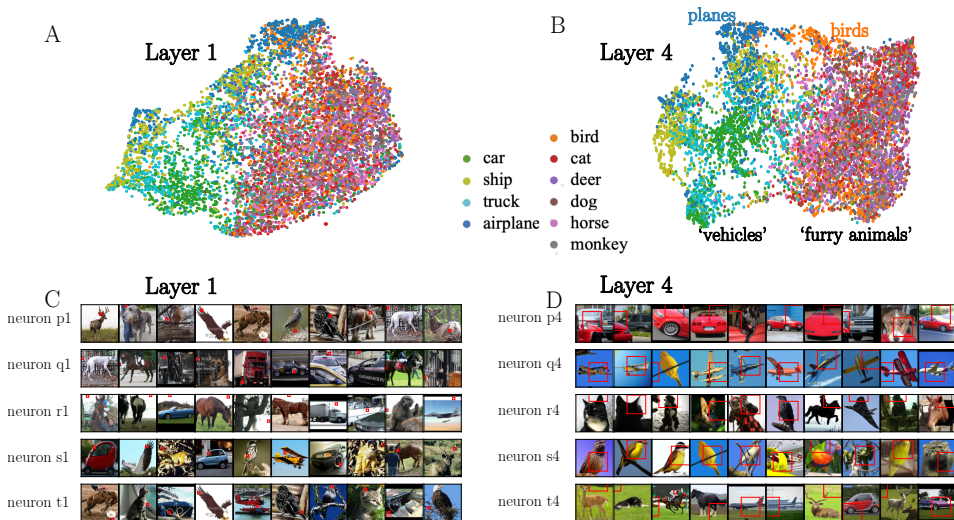 A
Layer 1
B
planes
birds
Layer 4
car
ship
truck
airplane
bird
cat
deer
dog
horse
monkey
‘vehicles’
‘furry animals’
C
Layer 1
neuron p1
neuron q1
neuron r1
neuron s1
neuron t1
D
Layer 4
neuron p4
neuron q4
neuron r4
neuron s4
neuron t4